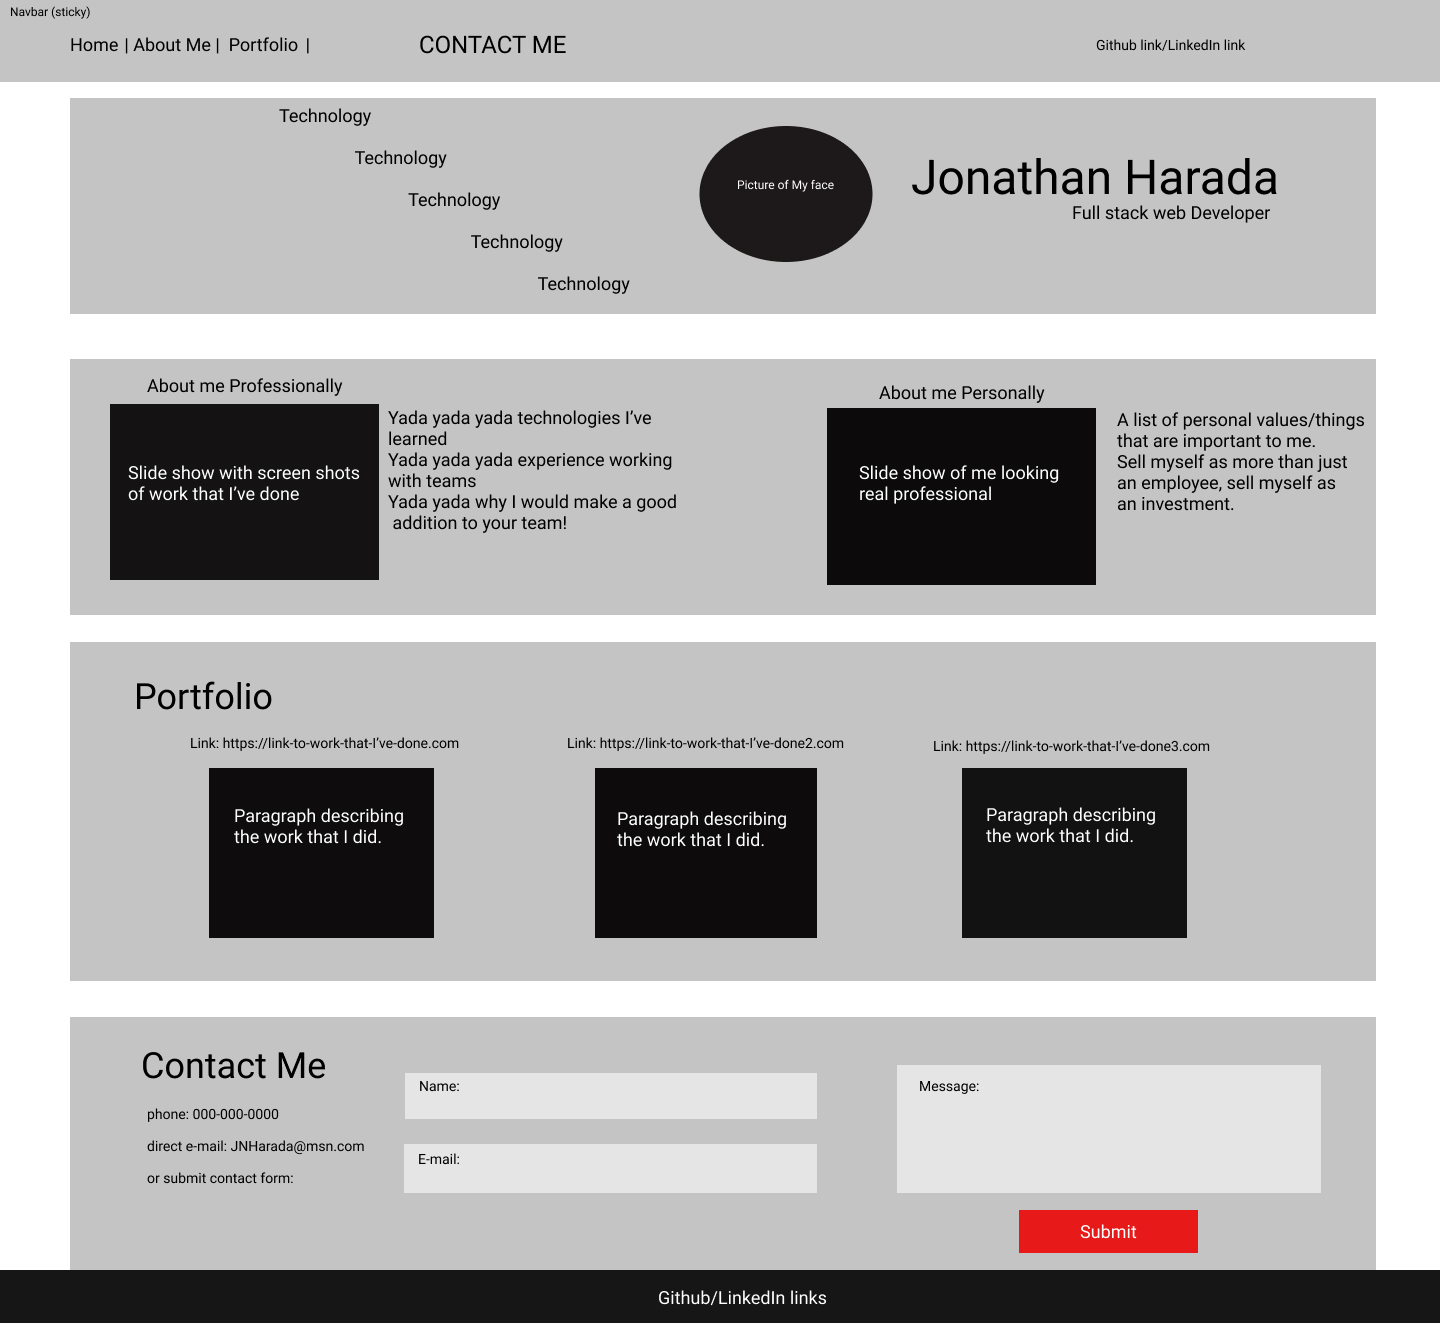 Navbar (sticky)
Home | About Me | Portfolio |
CONTACT ME
Github link/LinkedIn link
Technology
Technology
Technology
Technology
Technology
Picture of My face
Jonathan Harada
Full stack web Developer
About me Professionally
Slide show with screen shots
of work that I’ve done
Yada yada yada technologies I’ve
learned
Yada yada yada experience working
with teams
Yada yada why I would make a good
addition to your team!
About me Personally
Slide show of me looking
real professional
A list of personal values/things
that are important to me.
Sell myself as more than just
an employee, sell myself as
an investment.
Portfolio
Link: https://link-to-work-that-I’ve-done.com
Paragraph describing
the work that I did.
Link: https://link-to-work-that-I’ve-done2.com
Paragraph describing
the work that I did.
Link: https://link-to-work-that-I’ve-done3.com
Paragraph describing
the work that I did.
Contact Me
phone: 000-000-0000
direct e-mail: JNHarada@msn.com
or submit contact form:
Name:
E-mail:
Message:
Submit
Github/LinkedIn links